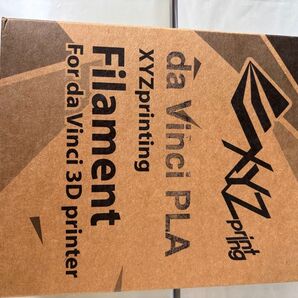 XYZ
printing
da Vinci PLA
XYZprinting
Filament
For da Vinci 3D printer